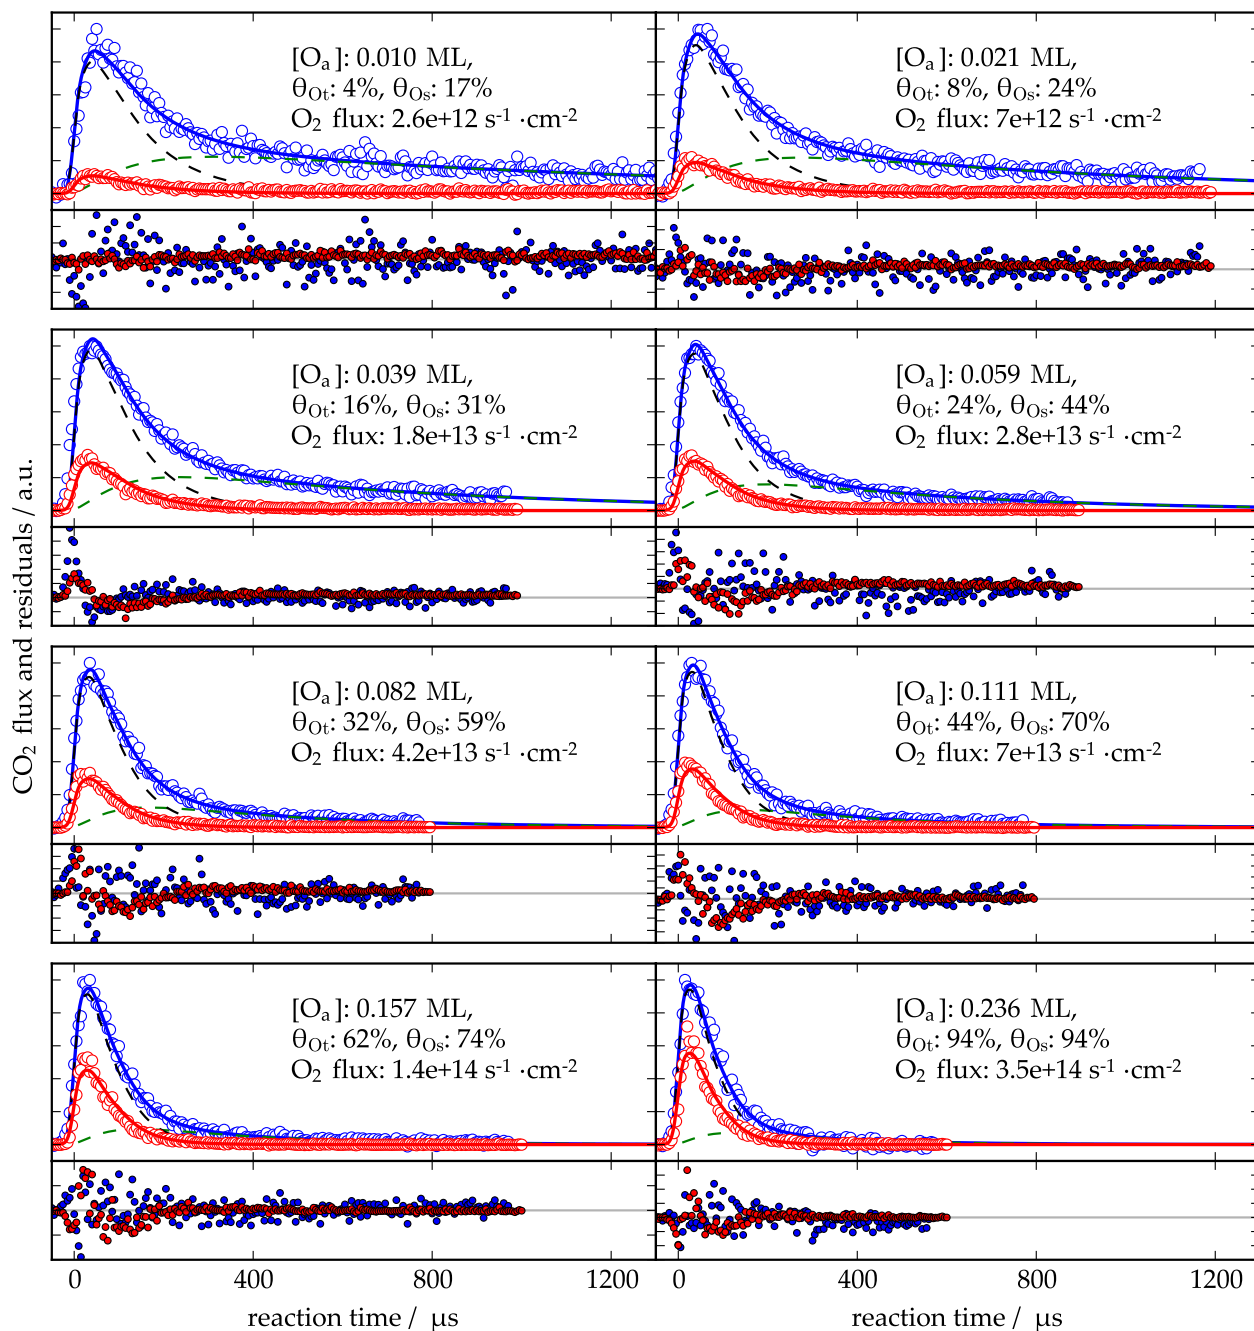 [Oₐ]: 0.010 ML,
θOt: 4%, θOs: 17%
O₂ flux: 2.6e+12 s⁻¹ ·cm⁻²
[Oₐ]: 0.021 ML,
θOt: 8%, θOs: 24%
O₂ flux: 7e+12 s⁻¹ ·cm⁻²
[Oₐ]: 0.039 ML,
θOt: 16%, θOs: 31%
O₂ flux: 1.8e+13 s⁻¹ ·cm⁻²
[Oₐ]: 0.059 ML,
θOt: 24%, θOs: 44%
O₂ flux: 2.8e+13 s⁻¹ ·cm⁻²
CO₂ flux and residuals / a.u.
[Oₐ]: 0.082 ML,
θOt: 32%, θOs: 59%
O₂ flux: 4.2e+13 s⁻¹ ·cm⁻²
[Oₐ]: 0.111 ML,
θOt: 44%, θOs: 70%
O₂ flux: 7e+13 s⁻¹ ·cm⁻²
[Oₐ]: 0.157 ML,
θOt: 62%, θOs: 74%
O₂ flux: 1.4e+14 s⁻¹ ·cm⁻²
[Oₐ]: 0.236 ML,
θOt: 94%, θOs: 94%
O₂ flux: 3.5e+14 s⁻¹ ·cm⁻²
0 400 800 1200
0 400 800 1200
reaction time / μs
reaction time / μs